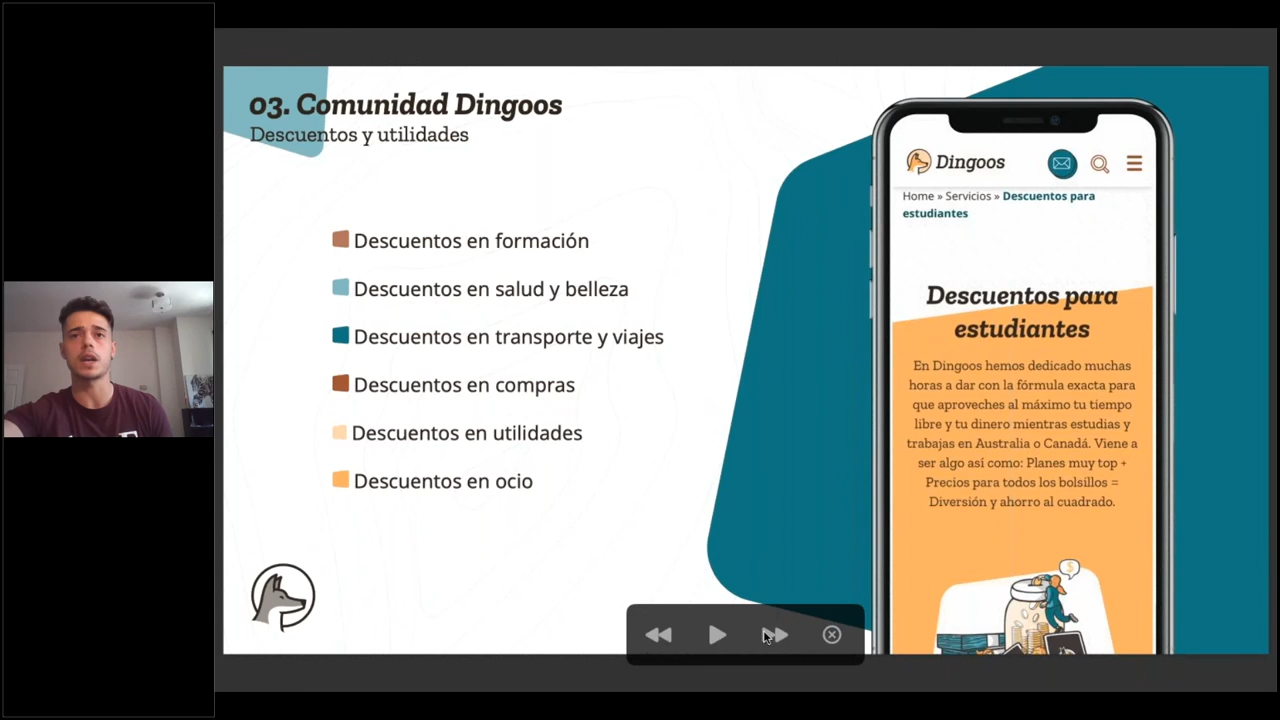 03. Comunidad Dingoos
Descuentos y utilidades
Descuentos en formación
Descuentos en salud y belleza
Descuentos en transporte y viajes
Descuentos en compras
Descuentos en utilidades
Descuentos en ocio
Dingoos
Home » Servicios » Descuentos para
estudiantes
Descuentos para
estudiantes
En Dingoos hemos dedicado muchas
horas a dar con la fórmula exacta para
que aproveches al máximo tu tiempo
libre y tu dinero mientras estudias y
trabajas en Australia o Canadá. Viene a
ser algo así como: Planes muy top +
Precios para todos los bolsillos =
Diversión y ahorro al cuadrado.
$